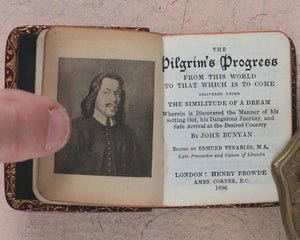 THE
Pilgrim's Progress
FROM THIS WORLD
TO THAT WHICH IS TO COME
DELIVERED UNDER
THE SIMILITUDE OF A DREAM
Wherein is Discovered the Manner of his
Setting Out, his Dangerous Journey, and
Safe Arrival at the Desired Country
By JOHN BUNYAN
Edited by EDMUND VENABLES, M.A.
Late Precentor and Canon of Lincoln
LONDON: HENRY FROWDE
AMEN CORNER, E.C.
1896